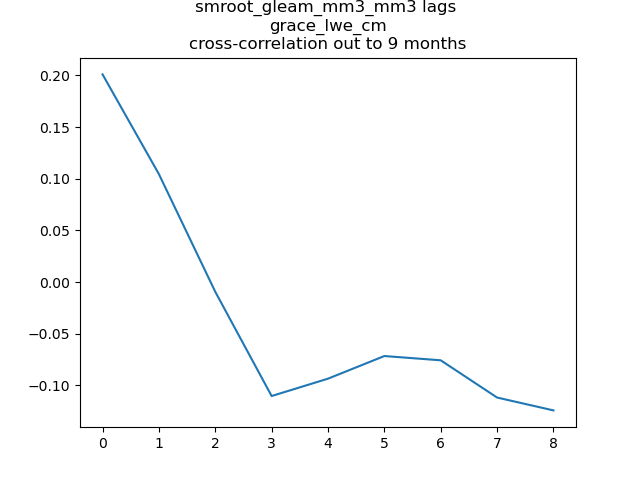 smroot_gleam_mm3_mm3 lags
grace_lwe_cm
cross-correlation out to 9 months
0.20
0.15
0.10
0.05
0.00
−0.05
−0.10
0 1 2 3 4 5 6 7 8